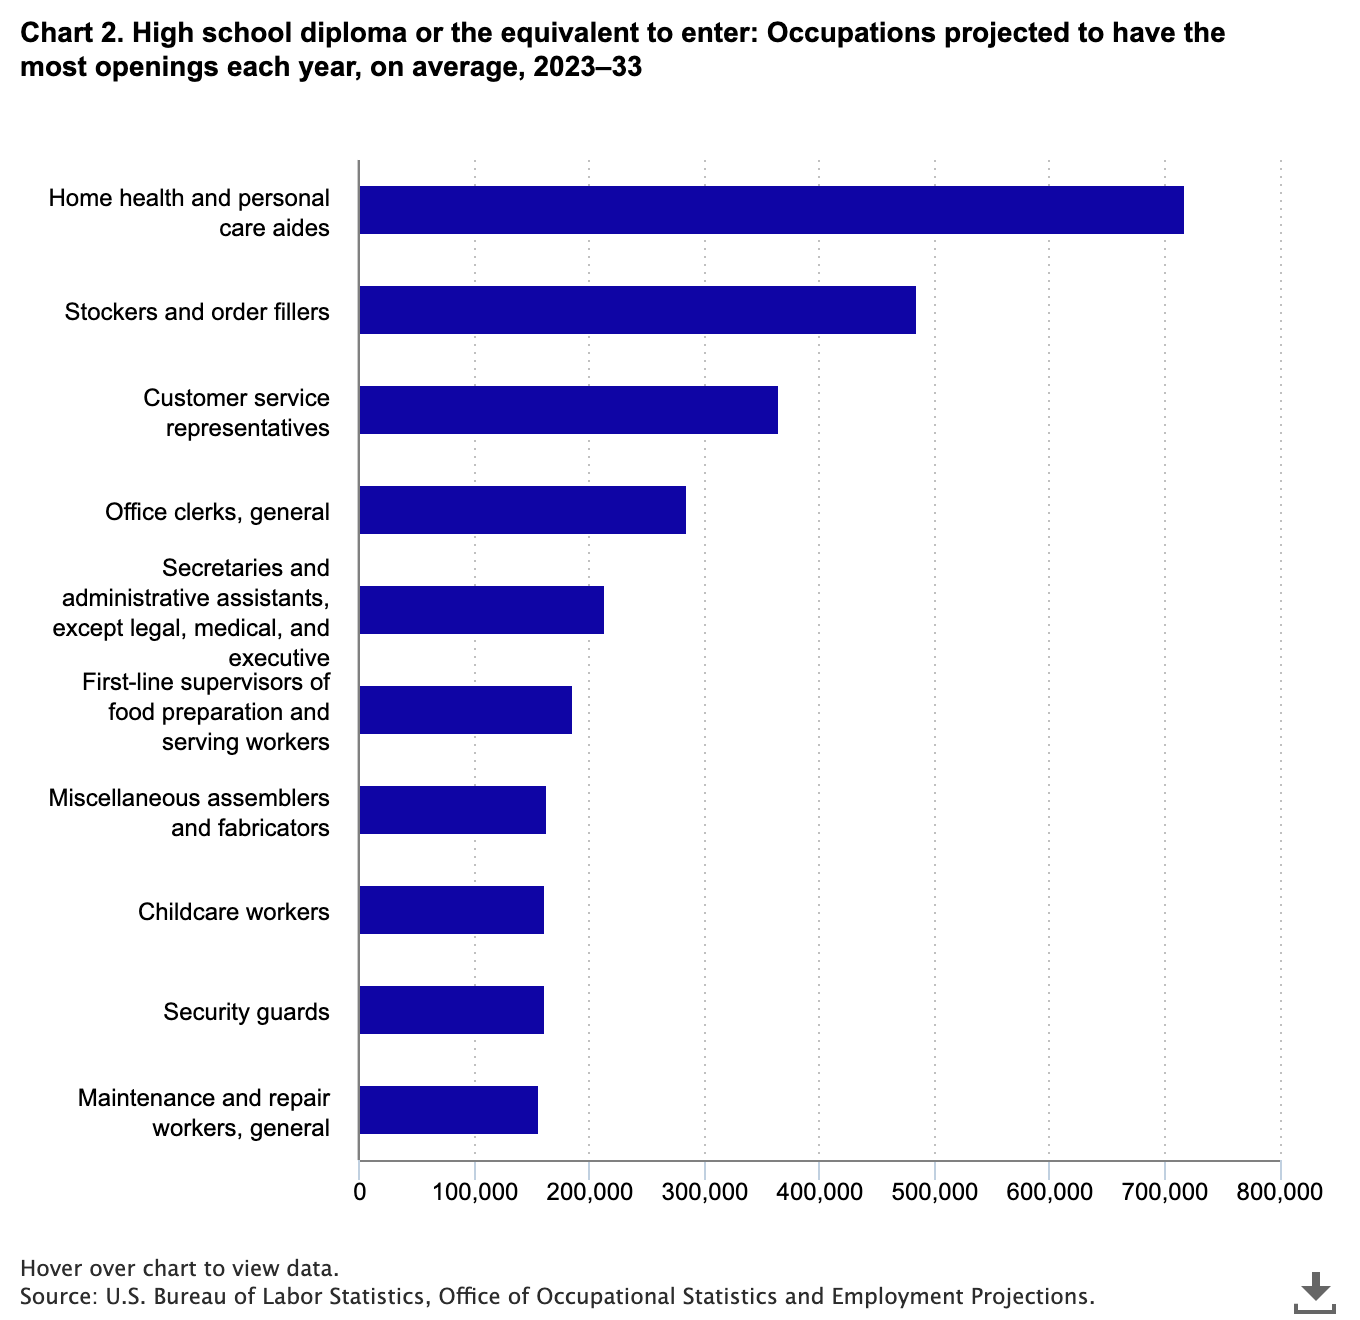 Chart 2. High school diploma or the equivalent to enter: Occupations projected to have the
most openings each year, on average, 2023–33
Home health and personal
care aides
Stockers and order fillers
Customer service
representatives
Office clerks, general
Secretaries and
administrative assistants,
except legal, medical, and
executive
First-line supervisors of
food preparation and
serving workers
Miscellaneous assemblers
and fabricators
Childcare workers
Security guards
Maintenance and repair
workers, general
0 100,000 200,000 300,000 400,000 500,000 600,000 700,000 800,000
Hover over chart to view data.
Source: U.S. Bureau of Labor Statistics, Office of Occupational Statistics and Employment Projections.